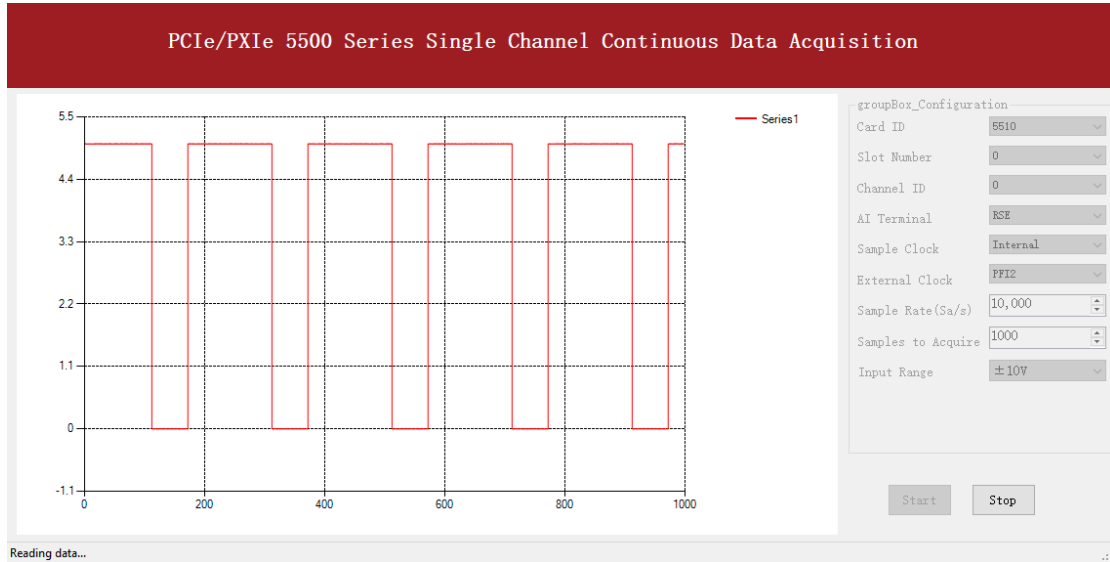 PCIe/PXIe 5500 Series Single Channel Continuous Data Acquisition
5.5
4.4
3.3
2.2
1.1
0
-1.1
0 200 400 600 800 1000
Series1
groupBox_Configuration
Card ID 5510
Slot Number 0
Channel ID 0
AI Terminal RSE
Sample Clock Internal
External Clock PFI2
Sample Rate(Sa/s) 10,000
Samples to Acquire 1000
Input Range ±10V
Start Stop
Reading data...